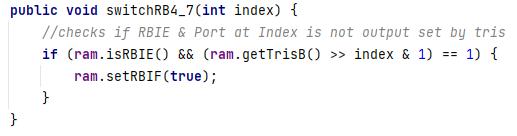 public void switchRB4_7(int index) {
//checks if RBIE & Port at Index is not output set by tris
if (ram.isRBIE() && (ram.getTrisB() >> index & 1) == 1) {
ram.setRBIF(true);
}
}